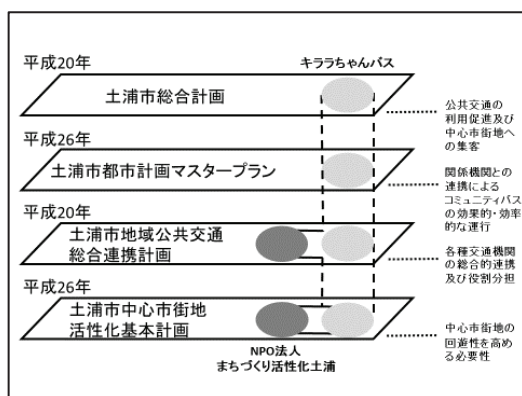 平成20年
キララちゃんバス
土浦市総合計画
公共交通の
利用促進及び
中心市街地へ
の集客
平成26年
土浦市都市計画マスタープラン
関係機関との
連携による
コミュニティバス
の効果的・効率
的な運行
平成20年
土浦市地域公共交通
総合連携計画
各種交通機関
の総合的連携
及び役割分担
平成26年
土浦市中心市街地
活性化基本計画
中心市街地の
回遊性を高め
る必要性
NPO法人
まちづくり活性化土浦